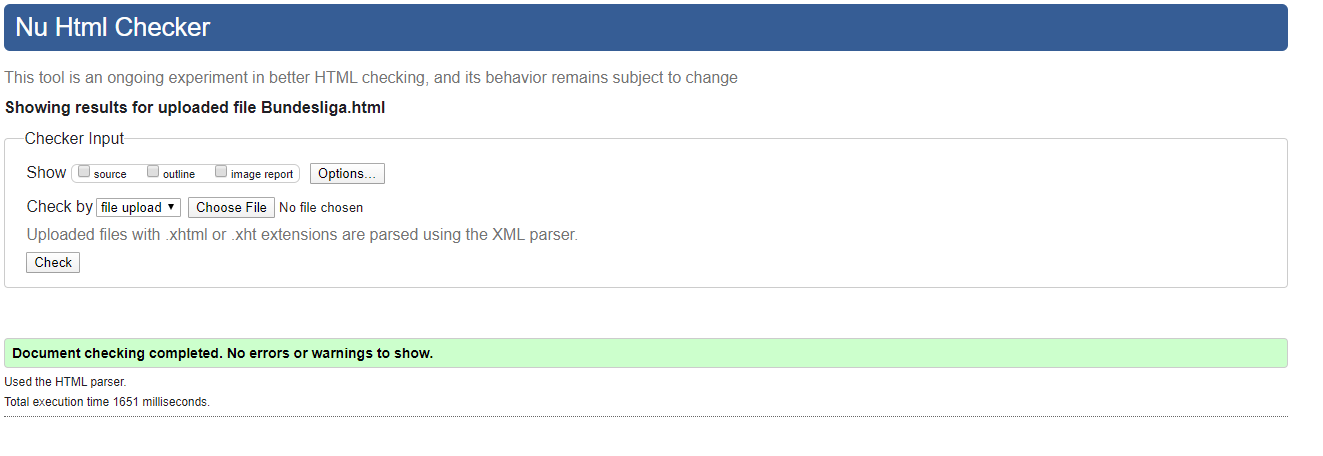 Nu Html Checker
This tool is an ongoing experiment in better HTML checking, and its behavior remains subject to change
Showing results for uploaded file Bundesliga.html
Checker Input
Show source outline image report Options...
Check by file upload Choose File No file chosen
Uploaded files with .xhtml or .xht extensions are parsed using the XML parser.
Check
Document checking completed. No errors or warnings to show.
Used the HTML parser.
Total execution time 1651 milliseconds.